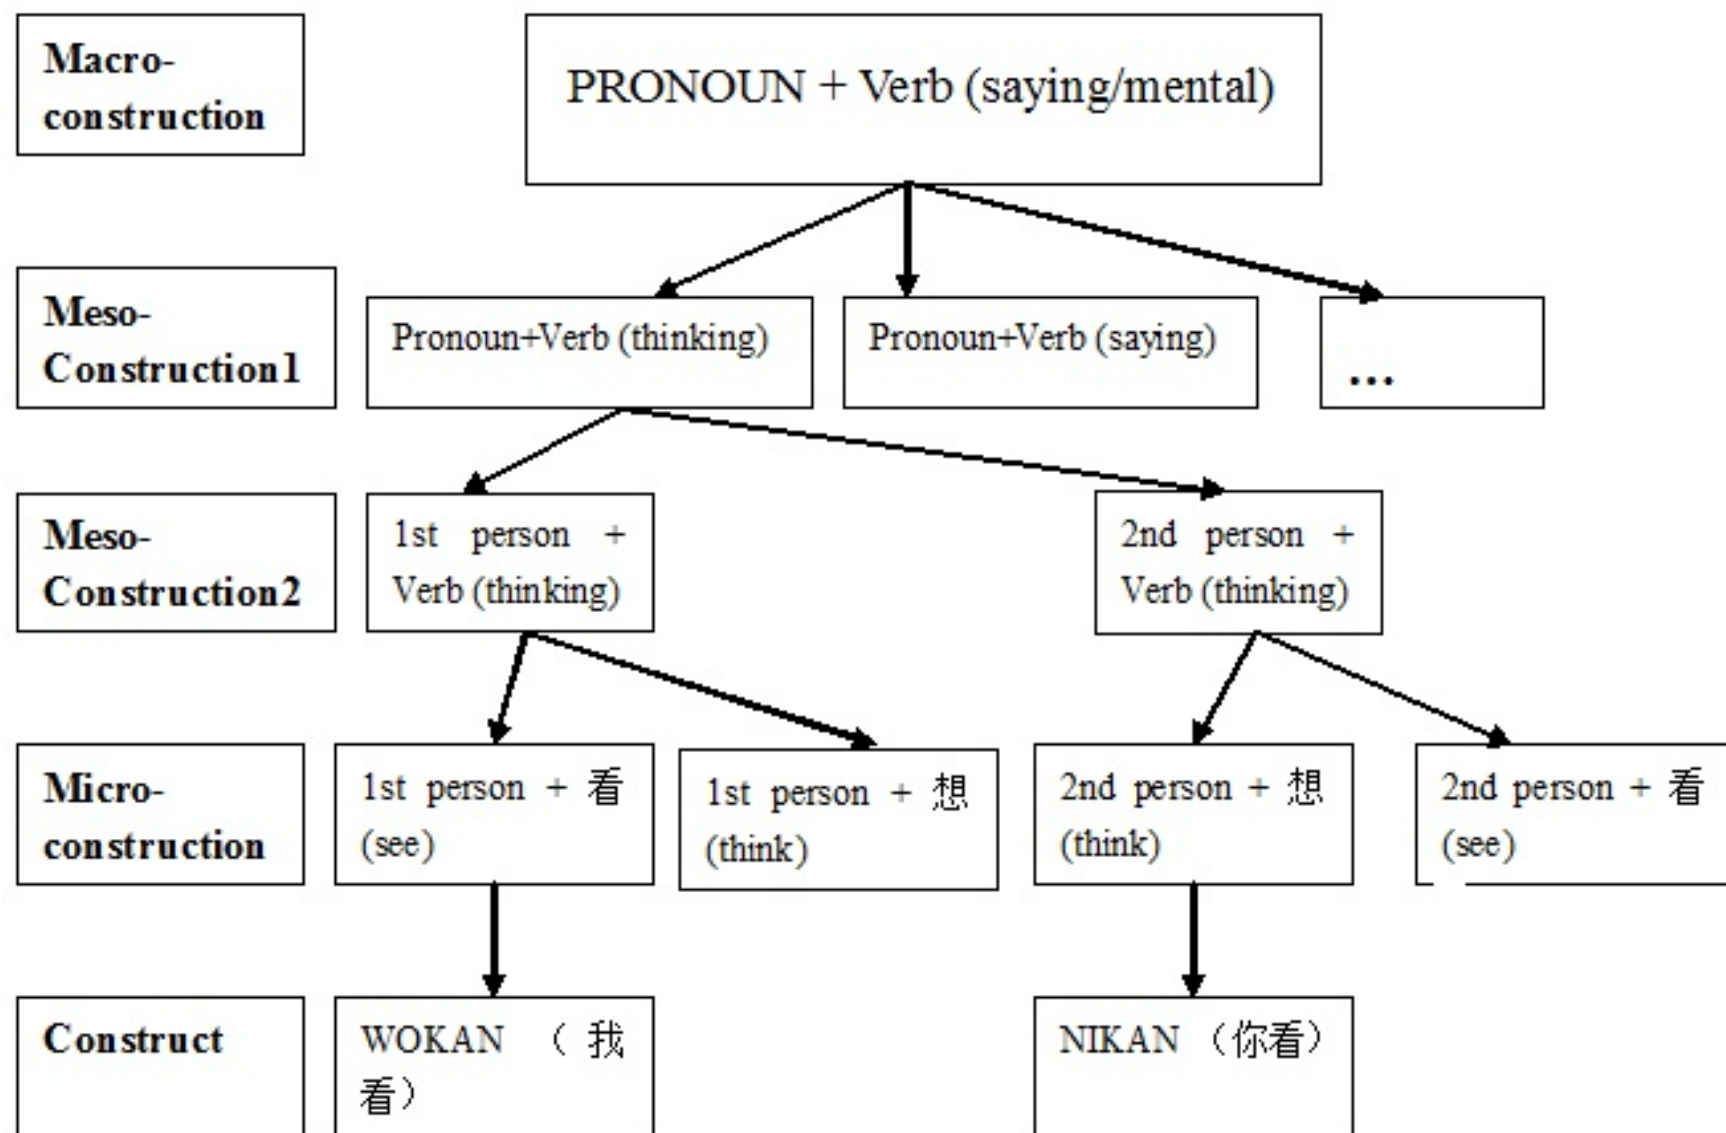 Macro-
construction
PRONOUN + Verb (saying/mental)
Meso-
Construction1
Pronoun+Verb (thinking)
Pronoun+Verb (saying)
...
Meso-
Construction2
1st person +
Verb (thinking)
2nd person +
Verb (thinking)
Micro-
construction
1st person + 看
(see)
1st person + 想
(think)
2nd person + 想
(think)
2nd person + 看
(see)
Construct
WOKAN （ 我
看）
NIKAN （你看）